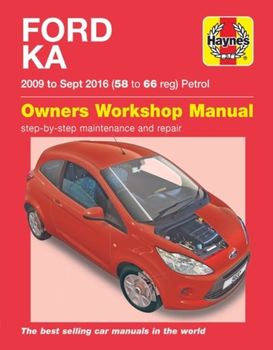 FORD
KA
Haynes
2009 to Sept 2016 (58 to 66 reg) Petrol
Owners Workshop Manual
step-by-step maintenance and repair
The best selling car manuals in the world